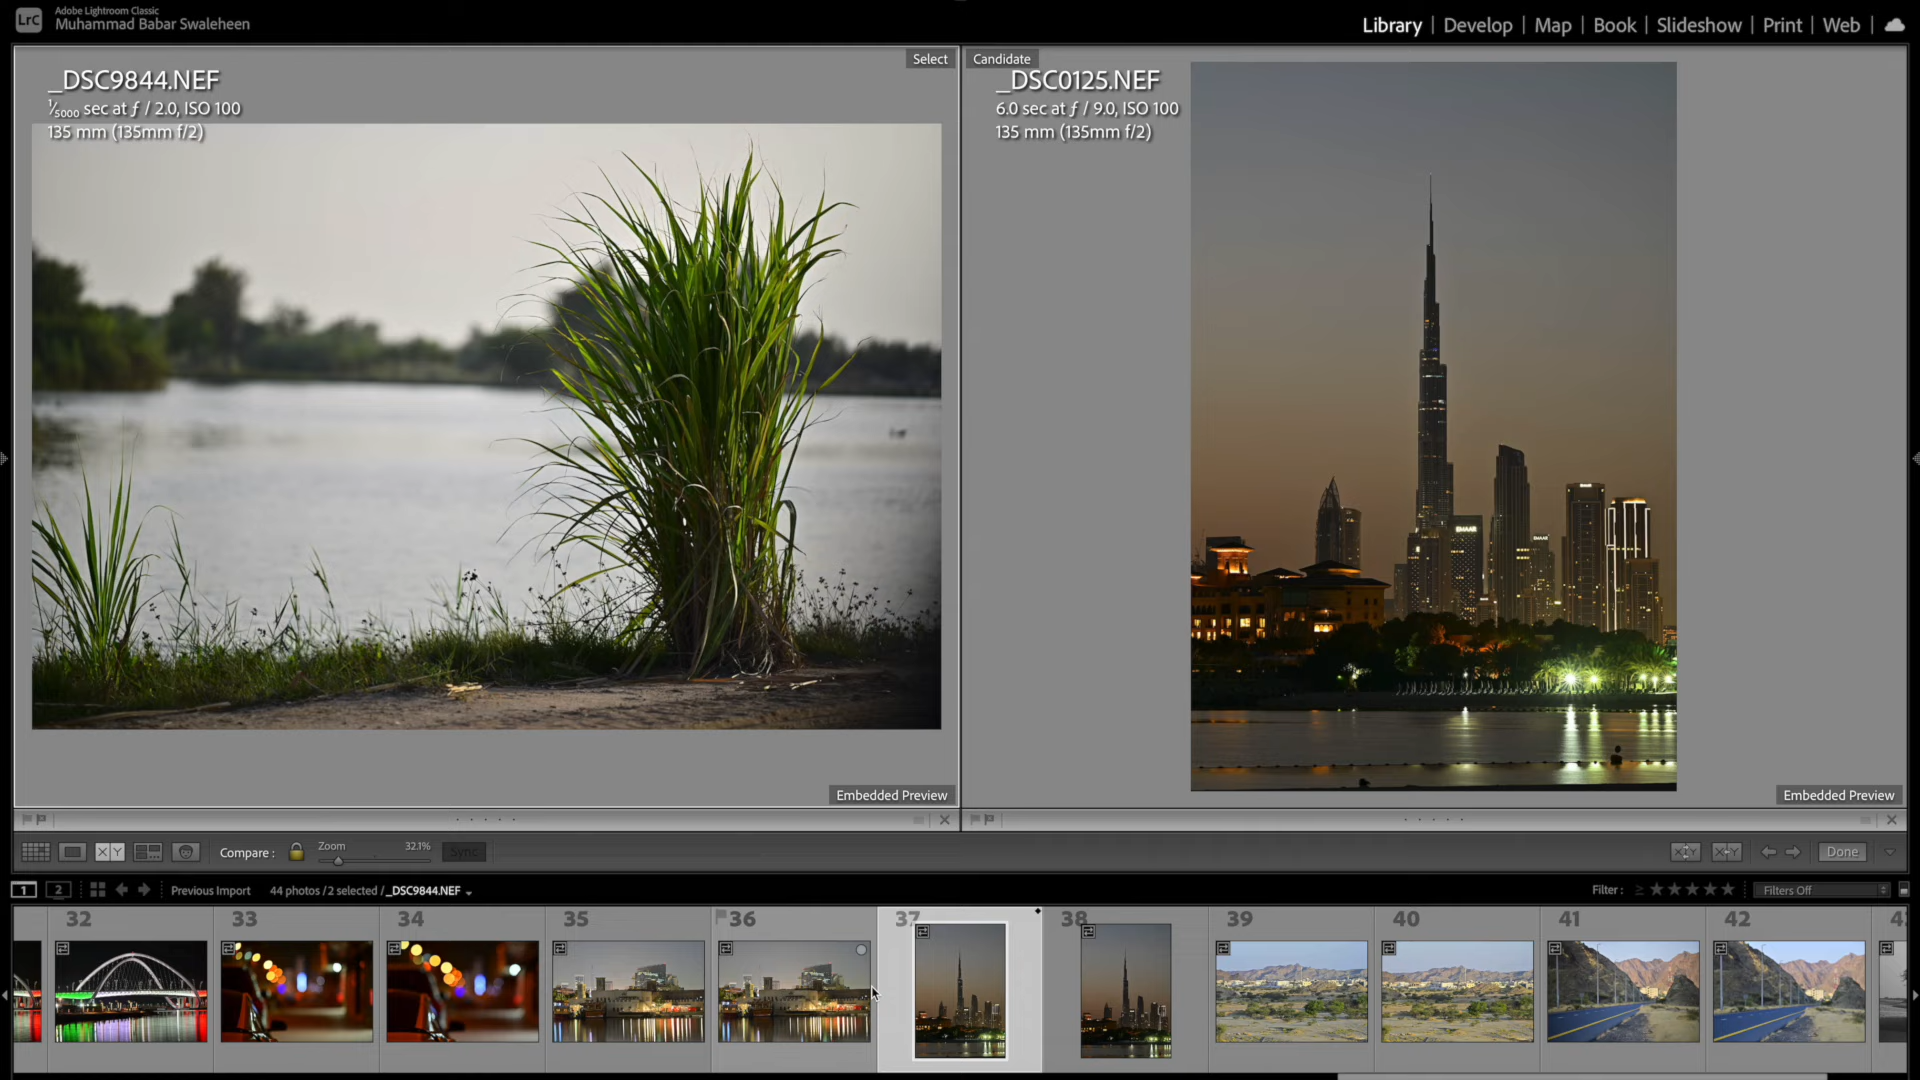 LrC
Adobe Lightroom Classic
Muhammad Babar Swaleheen
Library | Develop | Map | Book | Slideshow | Print | Web
Select
_DSC9844.NEF
1/5000 sec at ƒ / 2.0, ISO 100
135 mm (135mm f/2)
Embedded Preview
Candidate
_DSC0125.NEF
6.0 sec at ƒ / 9.0, ISO 100
135 mm (135mm f/2)
EMAAR
EMAAR
Embedded Preview
X Y
Compare :
Zoom
32.1%
Sync
Done
1
2
Previous Import
44 photos / 2 selected / _DSC9844.NEF
Filter :
Filters Off
32
33
34
35
36
37
38
39
40
41
42